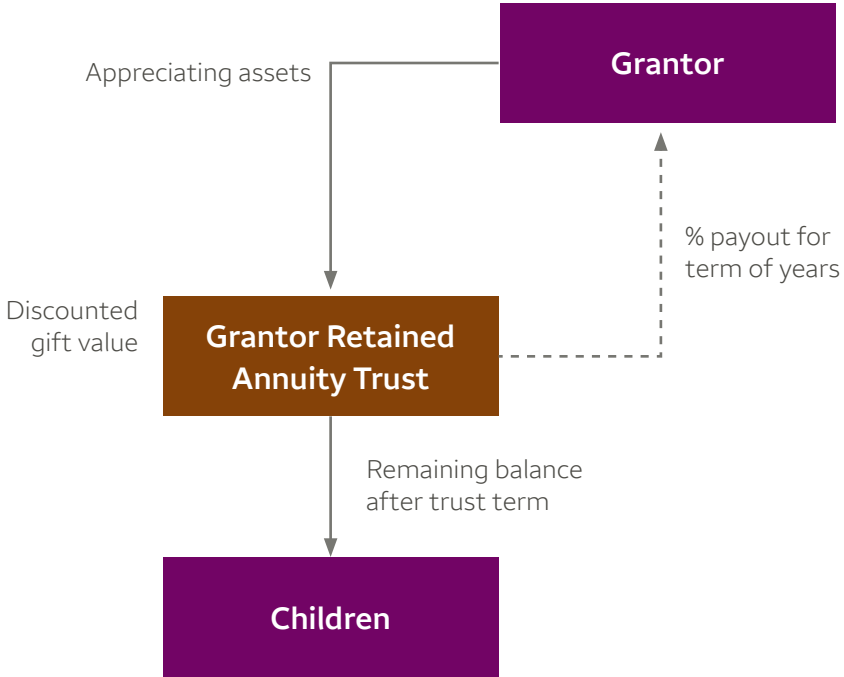 Grantor
Appreciating assets
% payout for
term of years
Discounted
gift value
Grantor Retained
Annuity Trust
Remaining balance
after trust term
Children